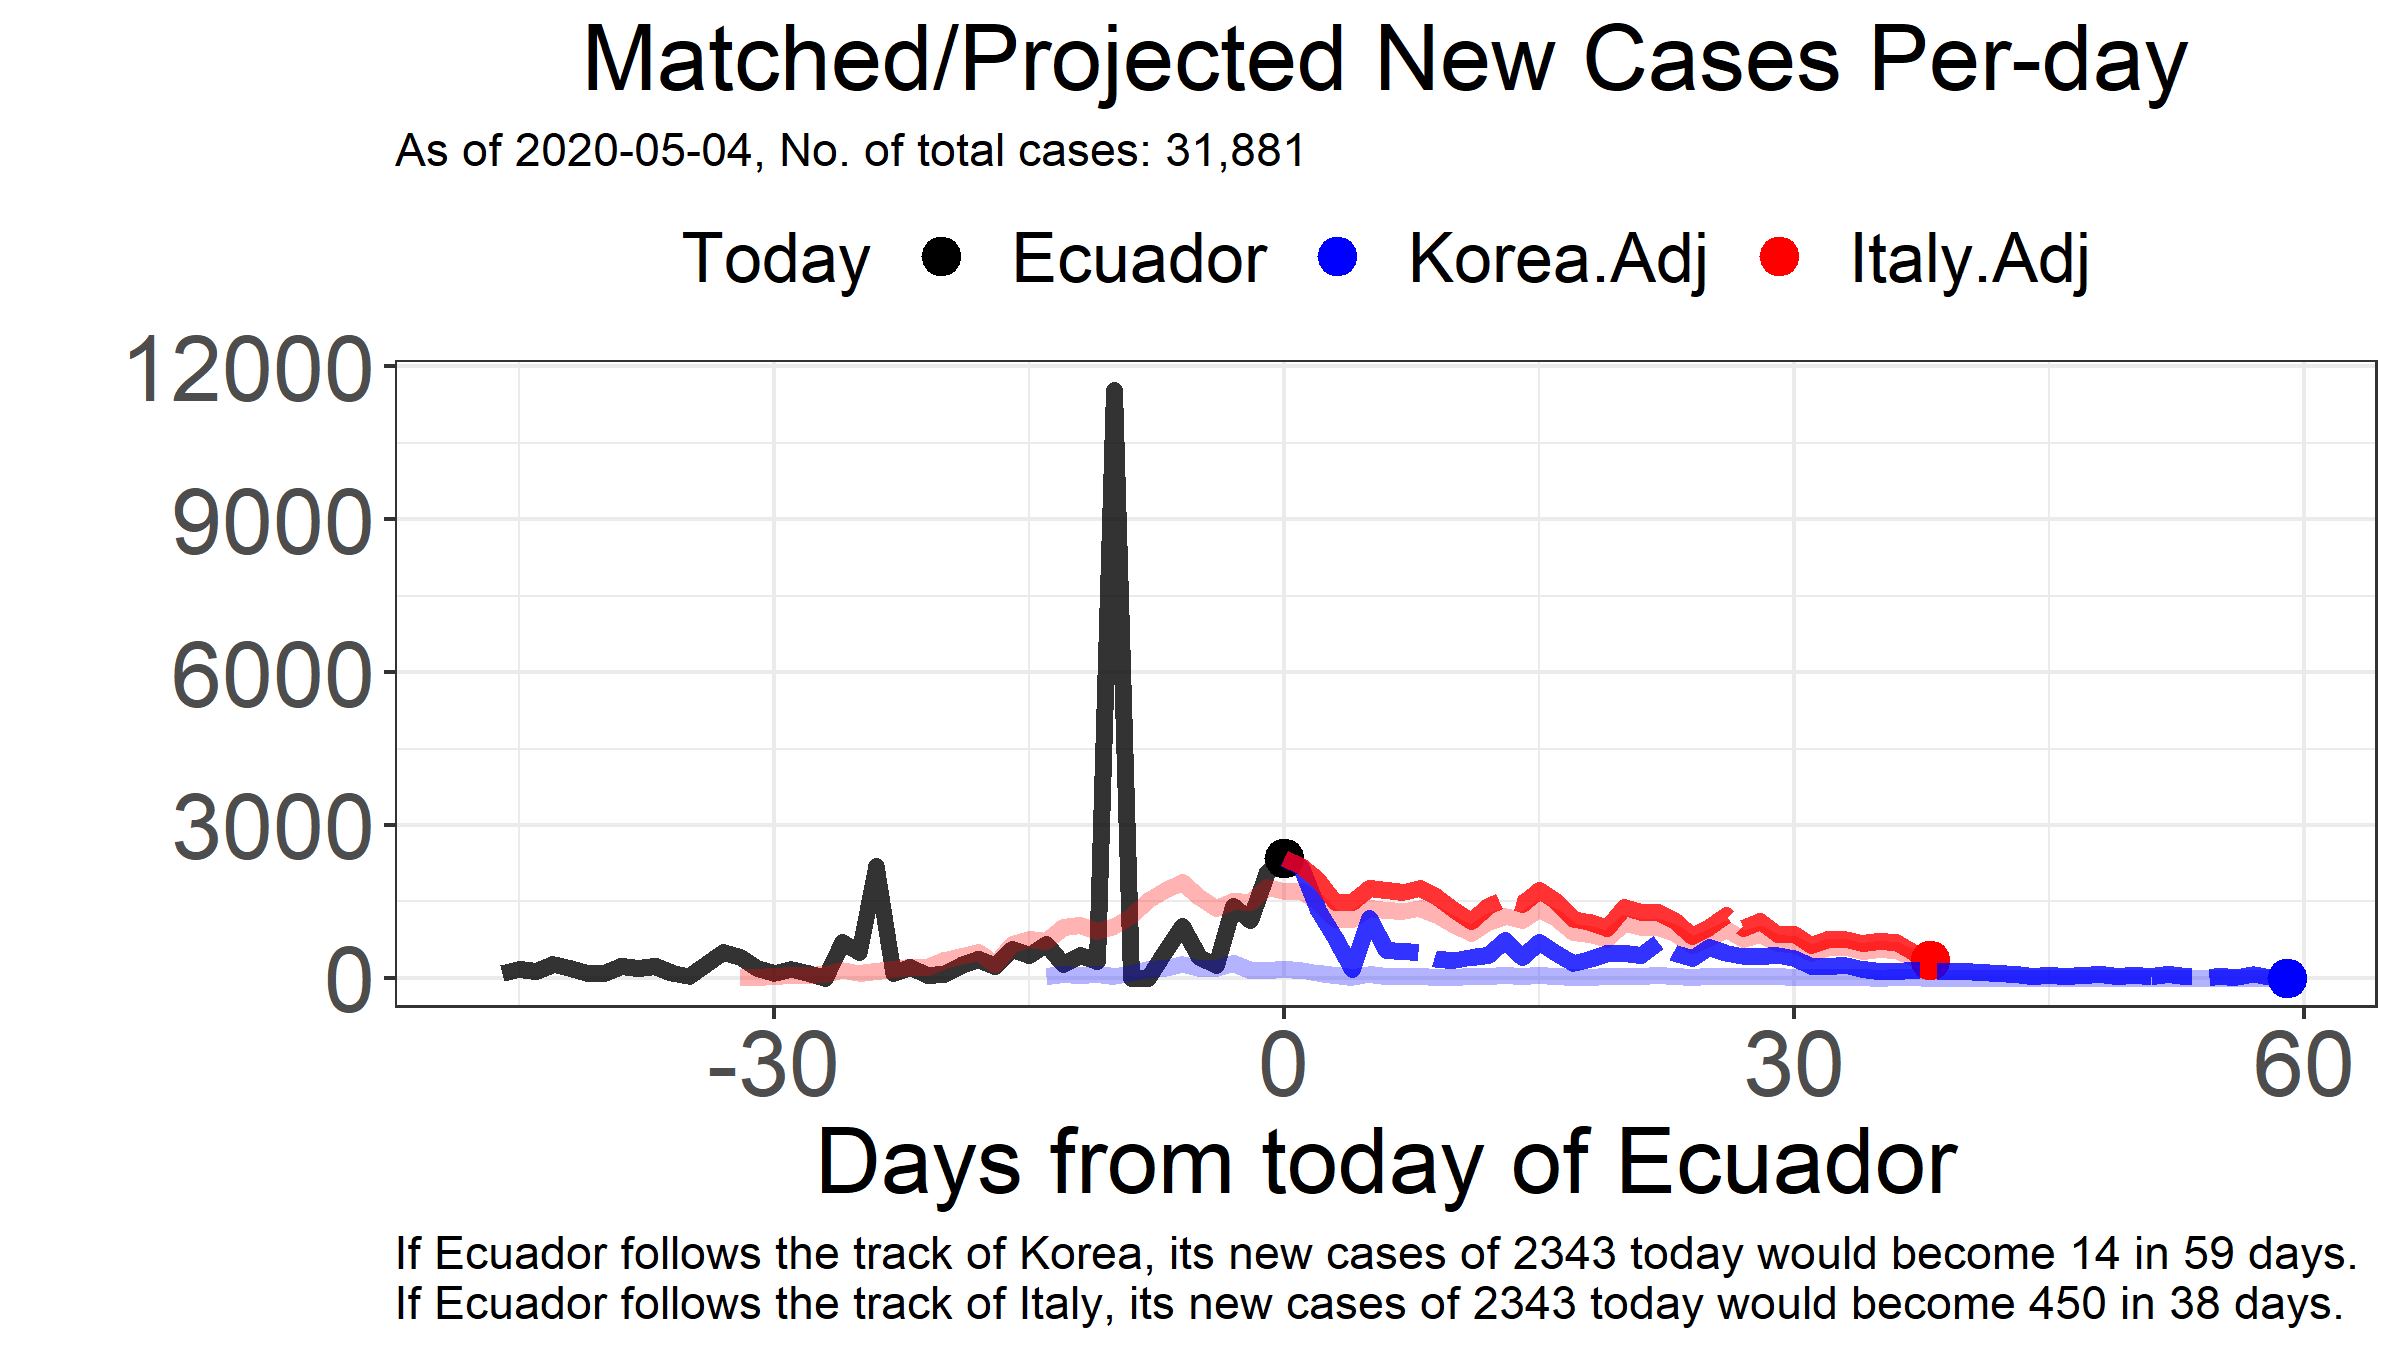 Matched/Projected New Cases Per-day
As of 2020-05-04, No. of total cases: 31,881
Today Ecuador Korea.Adj Italy.Adj
12000
9000
6000
3000
0
-30 0 30 60
Days from today of Ecuador
If Ecuador follows the track of Korea, its new cases of 2343 today would become 14 in 59 days.
If Ecuador follows the track of Italy, its new cases of 2343 today would become 450 in 38 days.